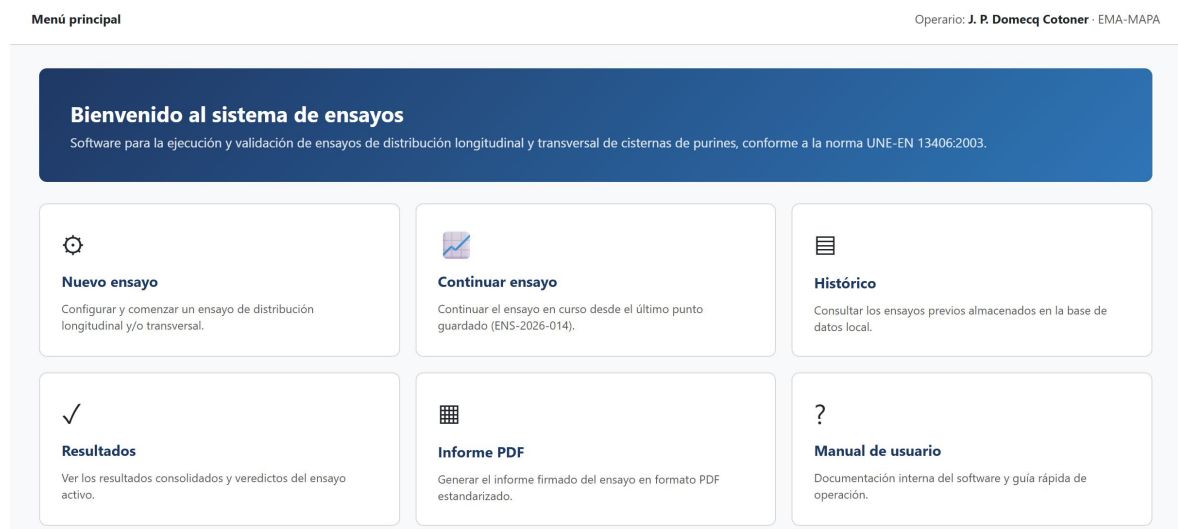 Menú principal
Operario: J. P. Domecq Cotoner · EMA-MAPA
Bienvenido al sistema de ensayos
Software para la ejecución y validación de ensayos de distribución longitudinal y transversal de cisternas de purines, conforme a la norma UNE-EN 13406:2003.
Nuevo ensayo
Configurar y comenzar un ensayo de distribución
longitudinal y/o transversal.
Continuar ensayo
Continuar el ensayo en curso desde el último punto
guardado (ENS-2026-014).
Histórico
Consultar los ensayos previos almacenados en la base de
datos local.
Resultados
Ver los resultados consolidados y veredictos del ensayo
activo.
Informe PDF
Generar el informe firmado del ensayo en formato PDF
estandarizado.
?
Manual de usuario
Documentación interna del software y guía rápida de
operación.